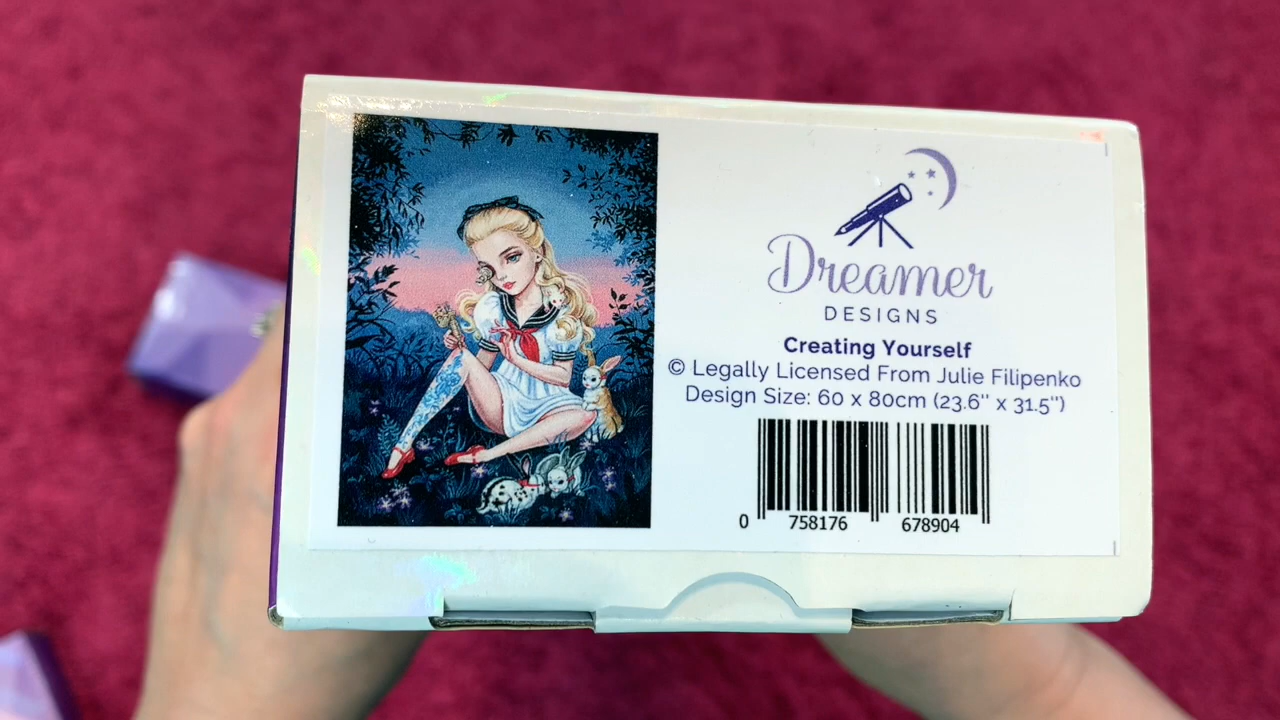 Dreamer
DESIGNS
Creating Yourself
© Legally Licensed From Julie Filipenko
Design Size: 60 x 80cm (23.6" x 31.5")
0 758176 678904